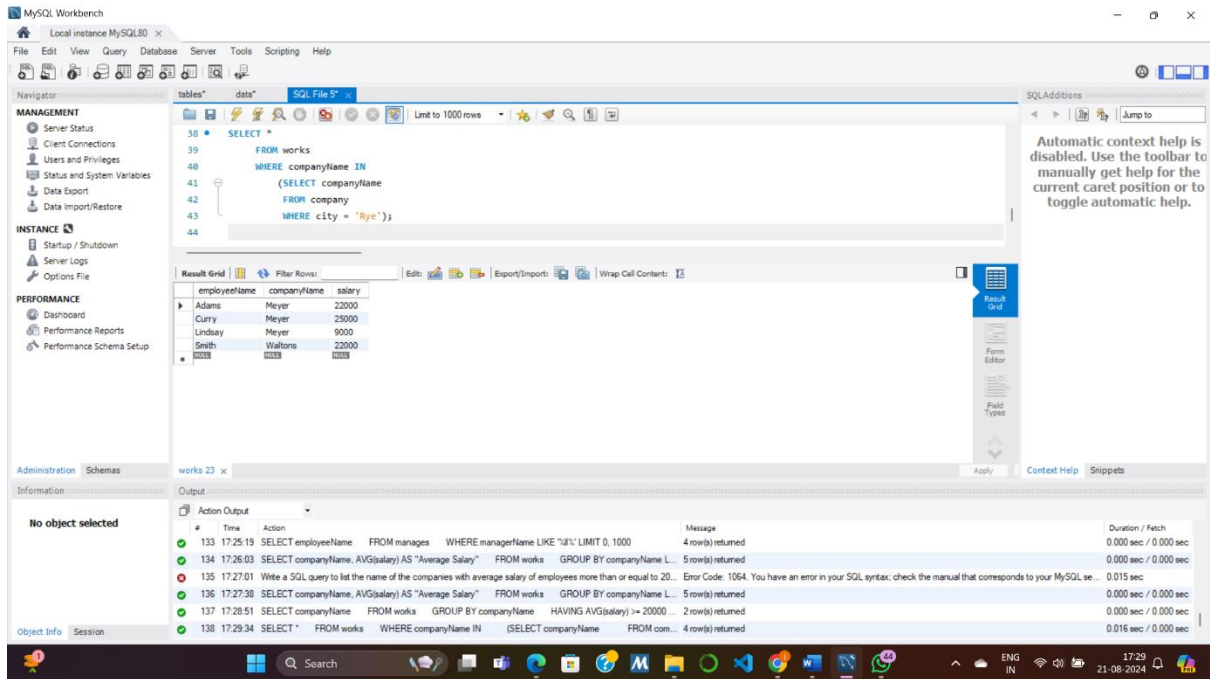 MySQL Workbench
Local instance MySQL80 ×
File Edit View Query Database Server Tools Scripting Help
Navigator
MANAGEMENT
Server Status
Client Connections
Users and Privileges
Status and System Variables
Data Export
Data Import/Restore
INSTANCE
Startup / Shutdown
Server Logs
Options File
PERFORMANCE
Dashboard
Performance Reports
Performance Schema Setup
Administration Schemas
Information
No object selected
Object Info Session
tables* data* SQL File 5* ×
Limit to 1000 rows
38 SELECT *
39 FROM works
40 WHERE companyName IN
41 (SELECT companyName
42 FROM company
43 WHERE city = 'Rye');
44
Result Grid Filter Rows: Edit: Export/Import: Wrap Cell Content:
employeeName companyName salary
Adams Meyer 22000
Curry Meyer 25000
Lindsay Meyer 9000
Smith Waltons 22000
NULL NULL NULL
Result Grid
Form Editor
Field Types
works 23 ×
Apply
SQLAdditions
Jump to
Automatic context help is
disabled. Use the toolbar to
manually get help for the
current caret position or to
toggle automatic help.
Context Help Snippets
Output
Action Output
# Time Action Message Duration / Fetch
133 17:25:19 SELECT employeeName FROM manages WHERE managerName LIKE "%ll%" LIMIT 0, 1000 4 row(s) returned 0.000 sec / 0.000 sec
134 17:26:03 SELECT companyName, AVG(salary) AS "Average Salary" FROM works GROUP BY companyName L... 5 row(s) returned 0.000 sec / 0.000 sec
135 17:27:01 Write a SQL query to list the name of the companies with average salary of employees more than or equal to 20... Error Code: 1064. You have an error in your SQL syntax; check the manual that corresponds to your MySQL se... 0.015 sec
136 17:27:38 SELECT companyName, AVG(salary) AS "Average Salary" FROM works GROUP BY companyName L... 5 row(s) returned 0.000 sec / 0.000 sec
137 17:28:51 SELECT companyName FROM works GROUP BY companyName HAVING AVG(salary) >= 20000 ... 2 row(s) returned 0.000 sec / 0.000 sec
138 17:29:34 SELECT * FROM works WHERE companyName IN (SELECT companyName FROM com... 4 row(s) returned 0.016 sec / 0.000 sec
Search
44
ENG
IN
17:29
21-08-2024